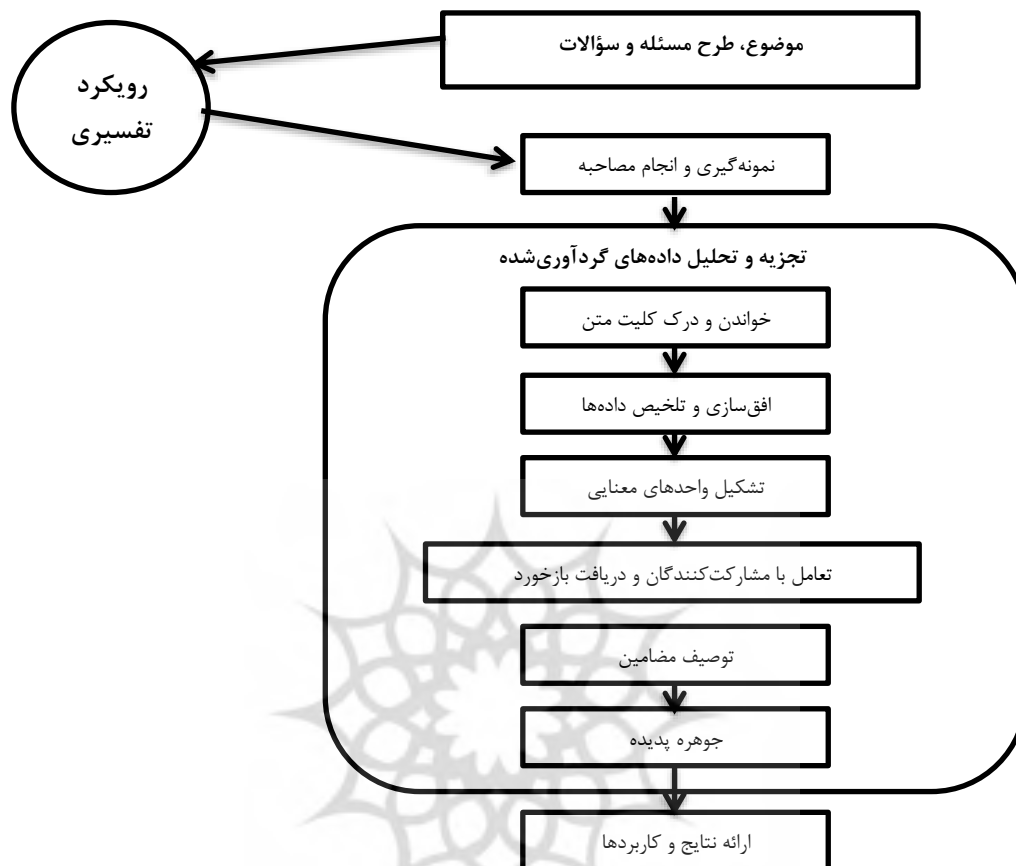 موضوع، طرح مسئله و سؤالات
رویکرد
تفسیری
نمونه‌گیری و انجام مصاحبه
تجزیه و تحلیل داده‌های گردآوری‌شده
خواندن و درک کلیت متن
افق‌سازی و تلخیص داده‌ها
تشکیل واحدهای معنایی
تعامل با مشارکت‌کنندگان و دریافت بازخورد
توصیف مضامین
جوهره پدیده
ارائه نتایج و کاربردها